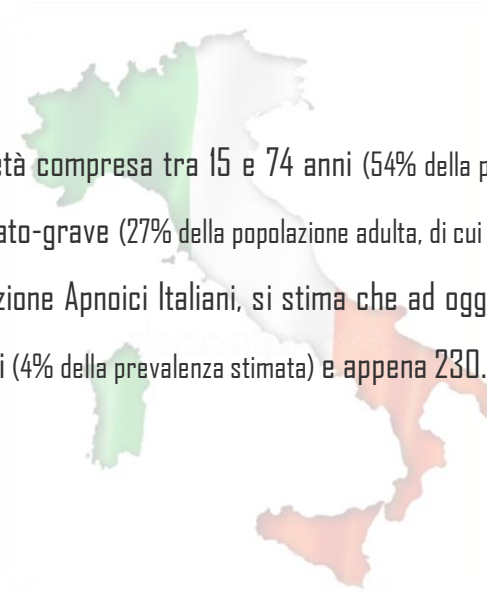 età compresa tra 15 e 74 anni (54% della p
ato-grave (27% della popolazione adulta, di cui
zione Apnoici Italiani, si stima che ad ogg
i (4% della prevalenza stimata) e appena 230.